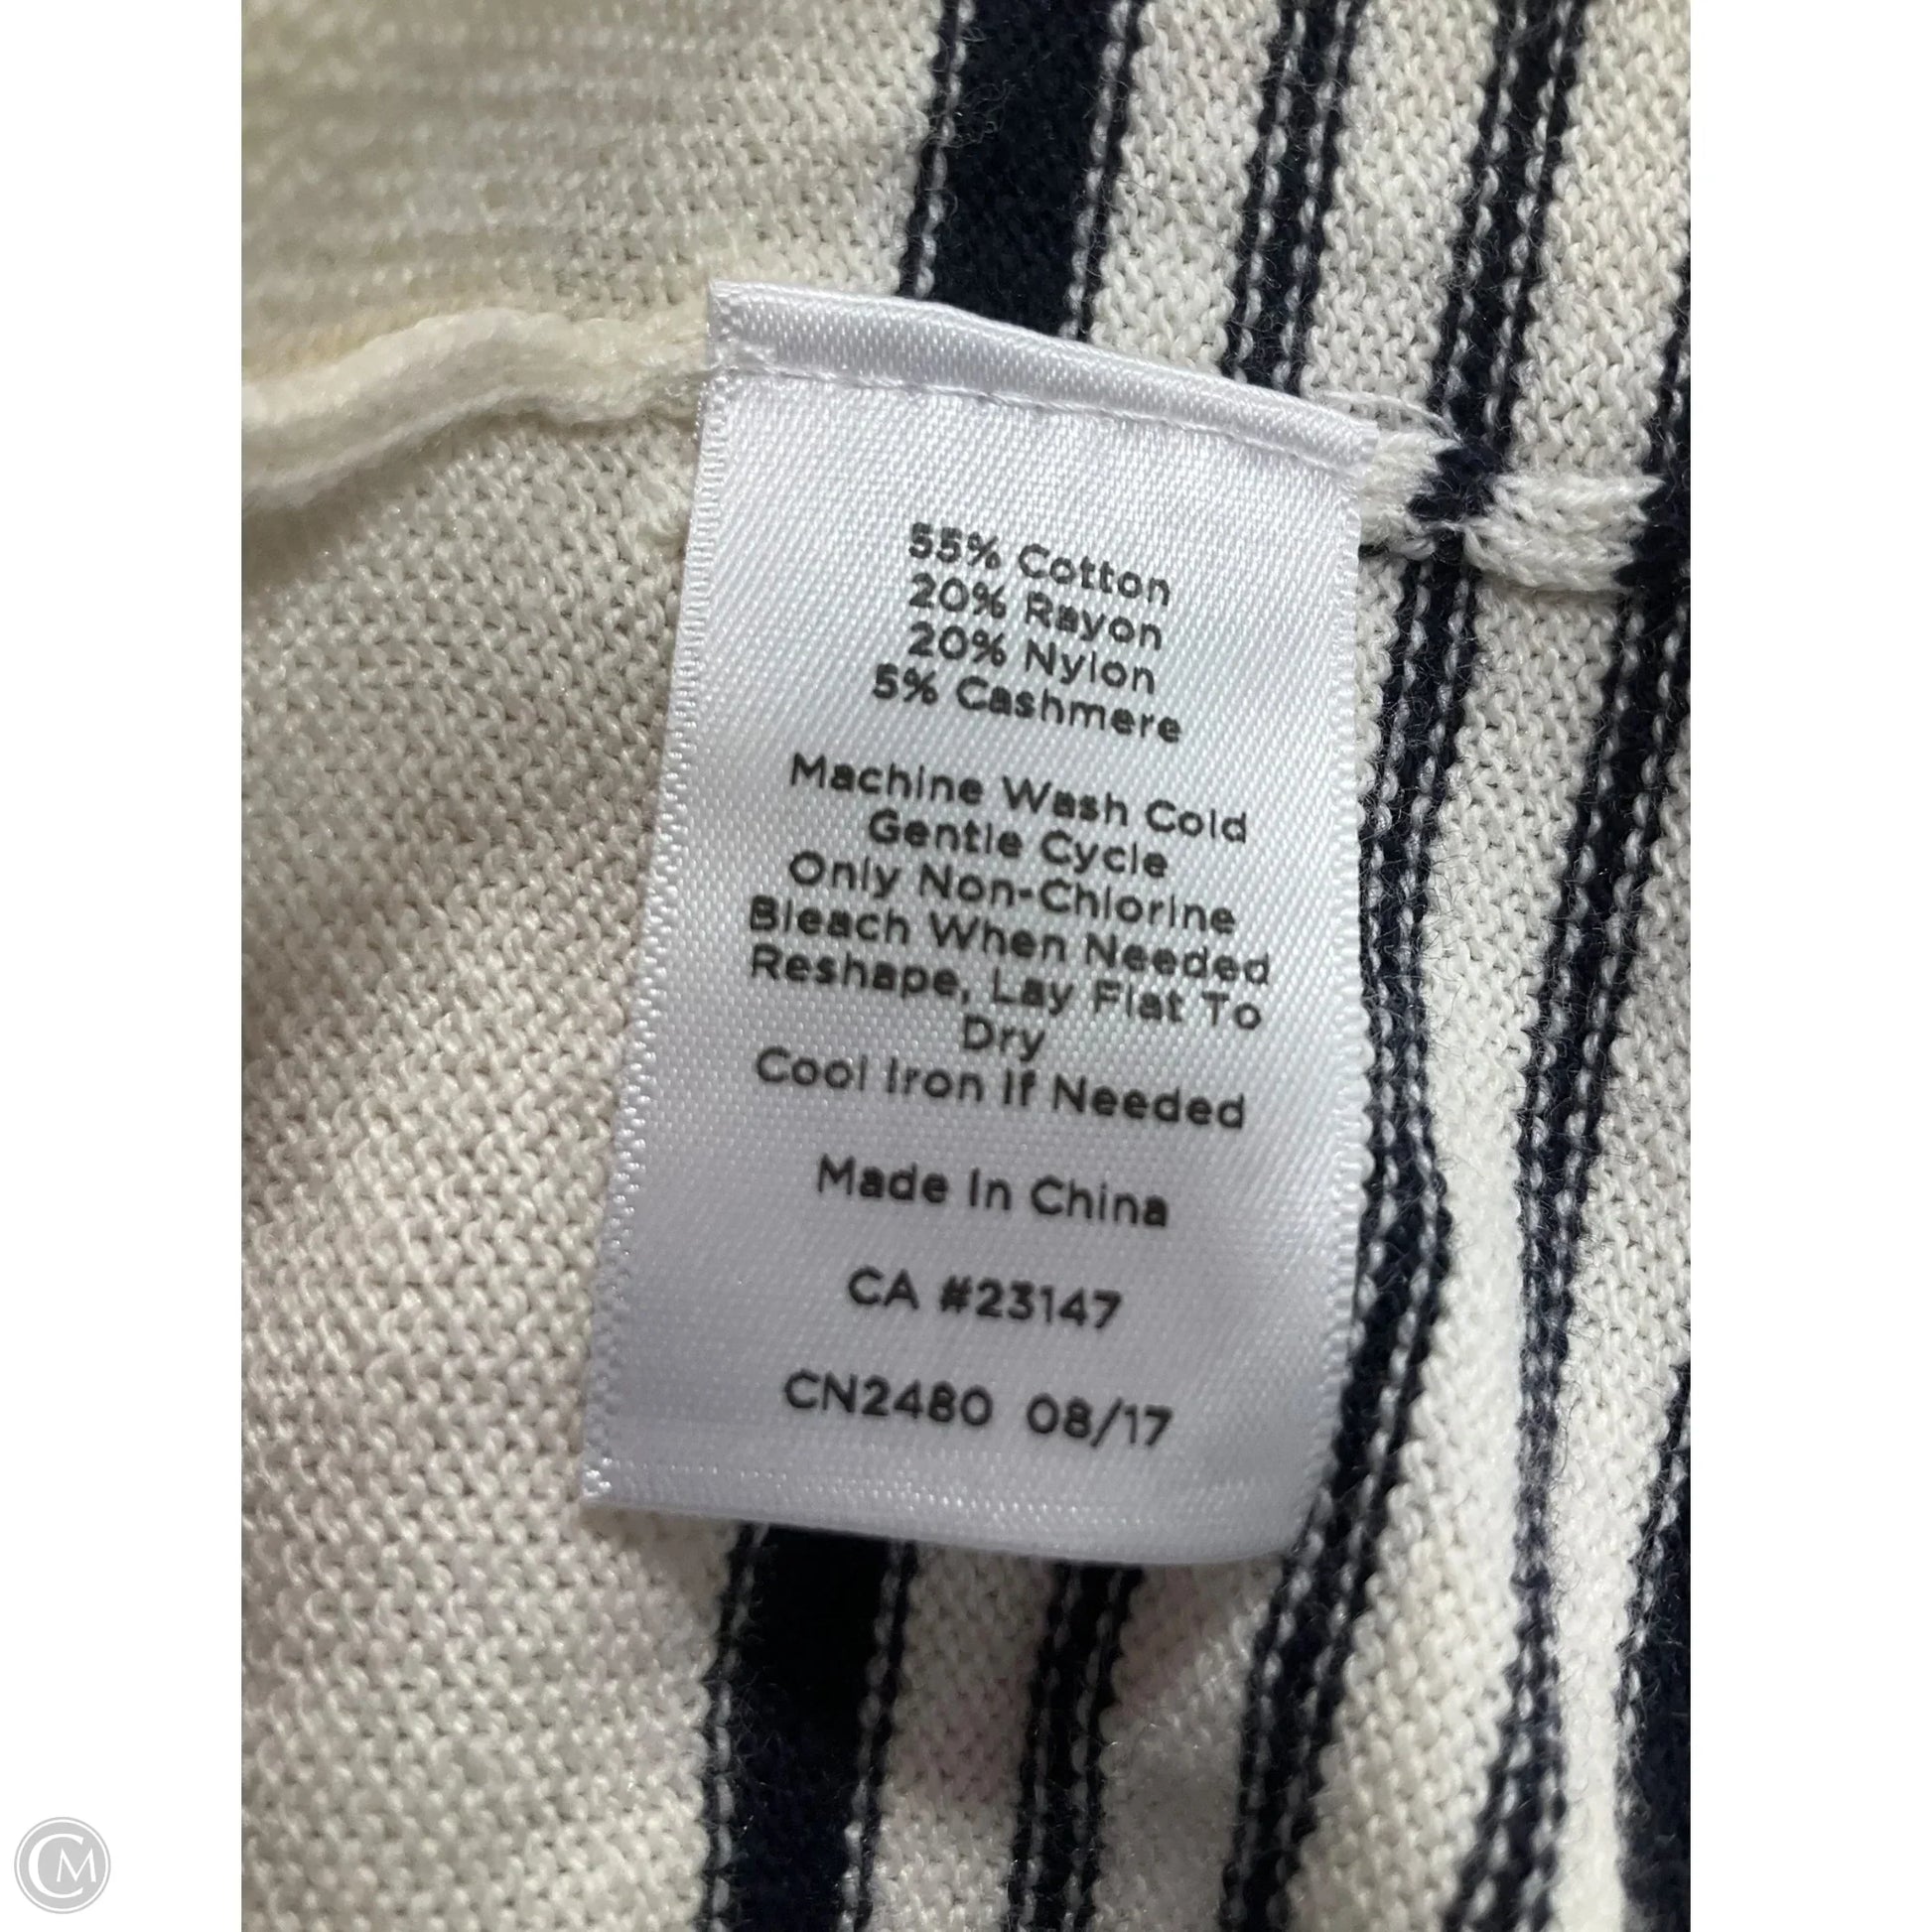 55% Cotton
20% Rayon
20% Nylon
5% Cashmere
Machine Wash Cold
Gentle Cycle
Only Non-Chlorine
Bleach When Needed
Reshape, Lay Flat To
Dry
Cool Iron If Needed
Made In China
CA #23147
CN2480 08/17
CM